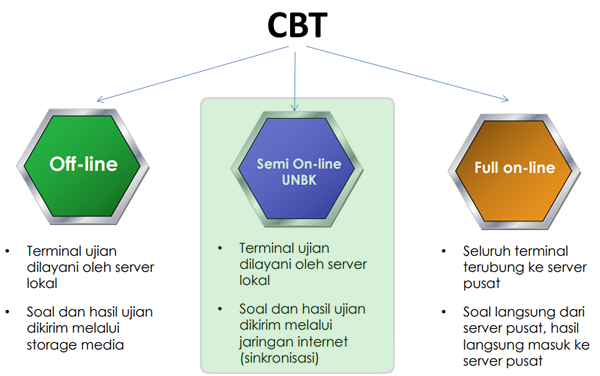 CBT
Off-line
• Terminal ujian
dilayani oleh server
lokal
• Soal dan hasil ujian
dikirim melalui
storage media
Semi On-line
UNBK
• Terminal ujian
dilayani oleh server
lokal
• Soal dan hasil ujian
dikirim melalui
jaringan internet
(sinkronisasi)
Full on-line
• Seluruh terminal
terubung ke server
pusat
• Soal langsung dari
server pusat, hasil
langsung masuk ke
server pusat